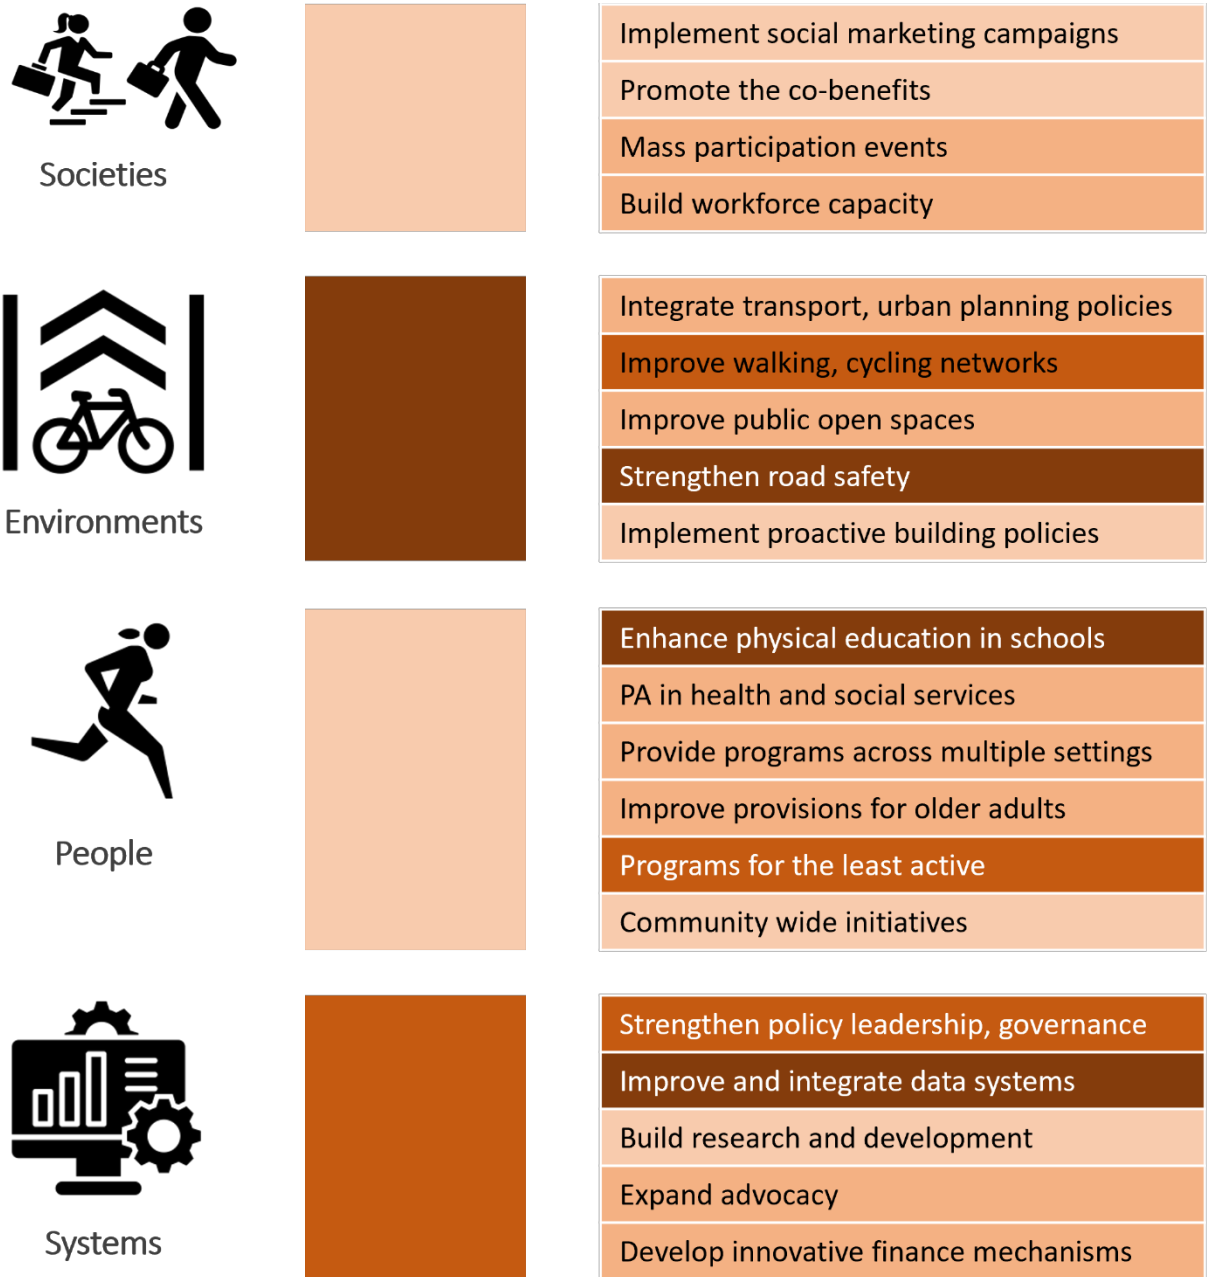 Societies
Implement social marketing campaigns
Promote the co-benefits
Mass participation events
Build workforce capacity
Environments
Integrate transport, urban planning policies
Improve walking, cycling networks
Improve public open spaces
Strengthen road safety
Implement proactive building policies
People
Enhance physical education in schools
PA in health and social services
Provide programs across multiple settings
Improve provisions for older adults
Programs for the least active
Community wide initiatives
Systems
Strengthen policy leadership, governance
Improve and integrate data systems
Build research and development
Expand advocacy
Develop innovative finance mechanisms